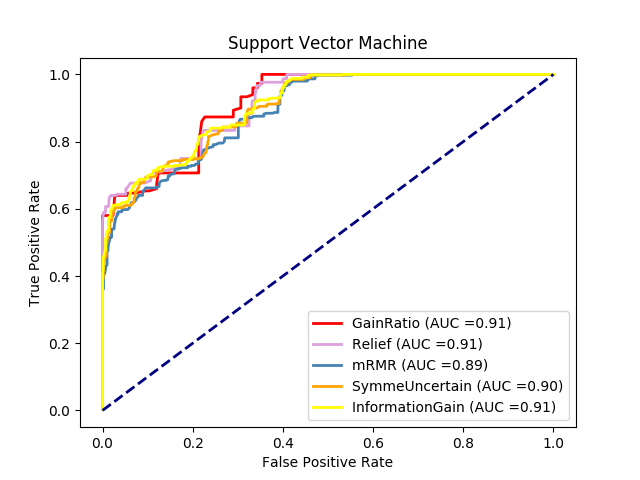 Support Vector Machine
True Positive Rate
1.0
0.8
0.6
0.4
0.2
0.0
GainRatio (AUC =0.91)
Relief (AUC =0.91)
mRMR (AUC =0.89)
SymmeUncertain (AUC =0.90)
InformationGain (AUC =0.91)
0.0 0.2 0.4 0.6 0.8 1.0
False Positive Rate